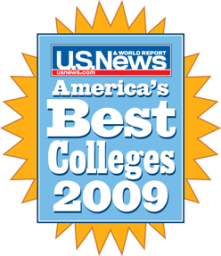 U.S.News
& WORLD REPORT
usnews.com
America's
Best
Colleges
2009